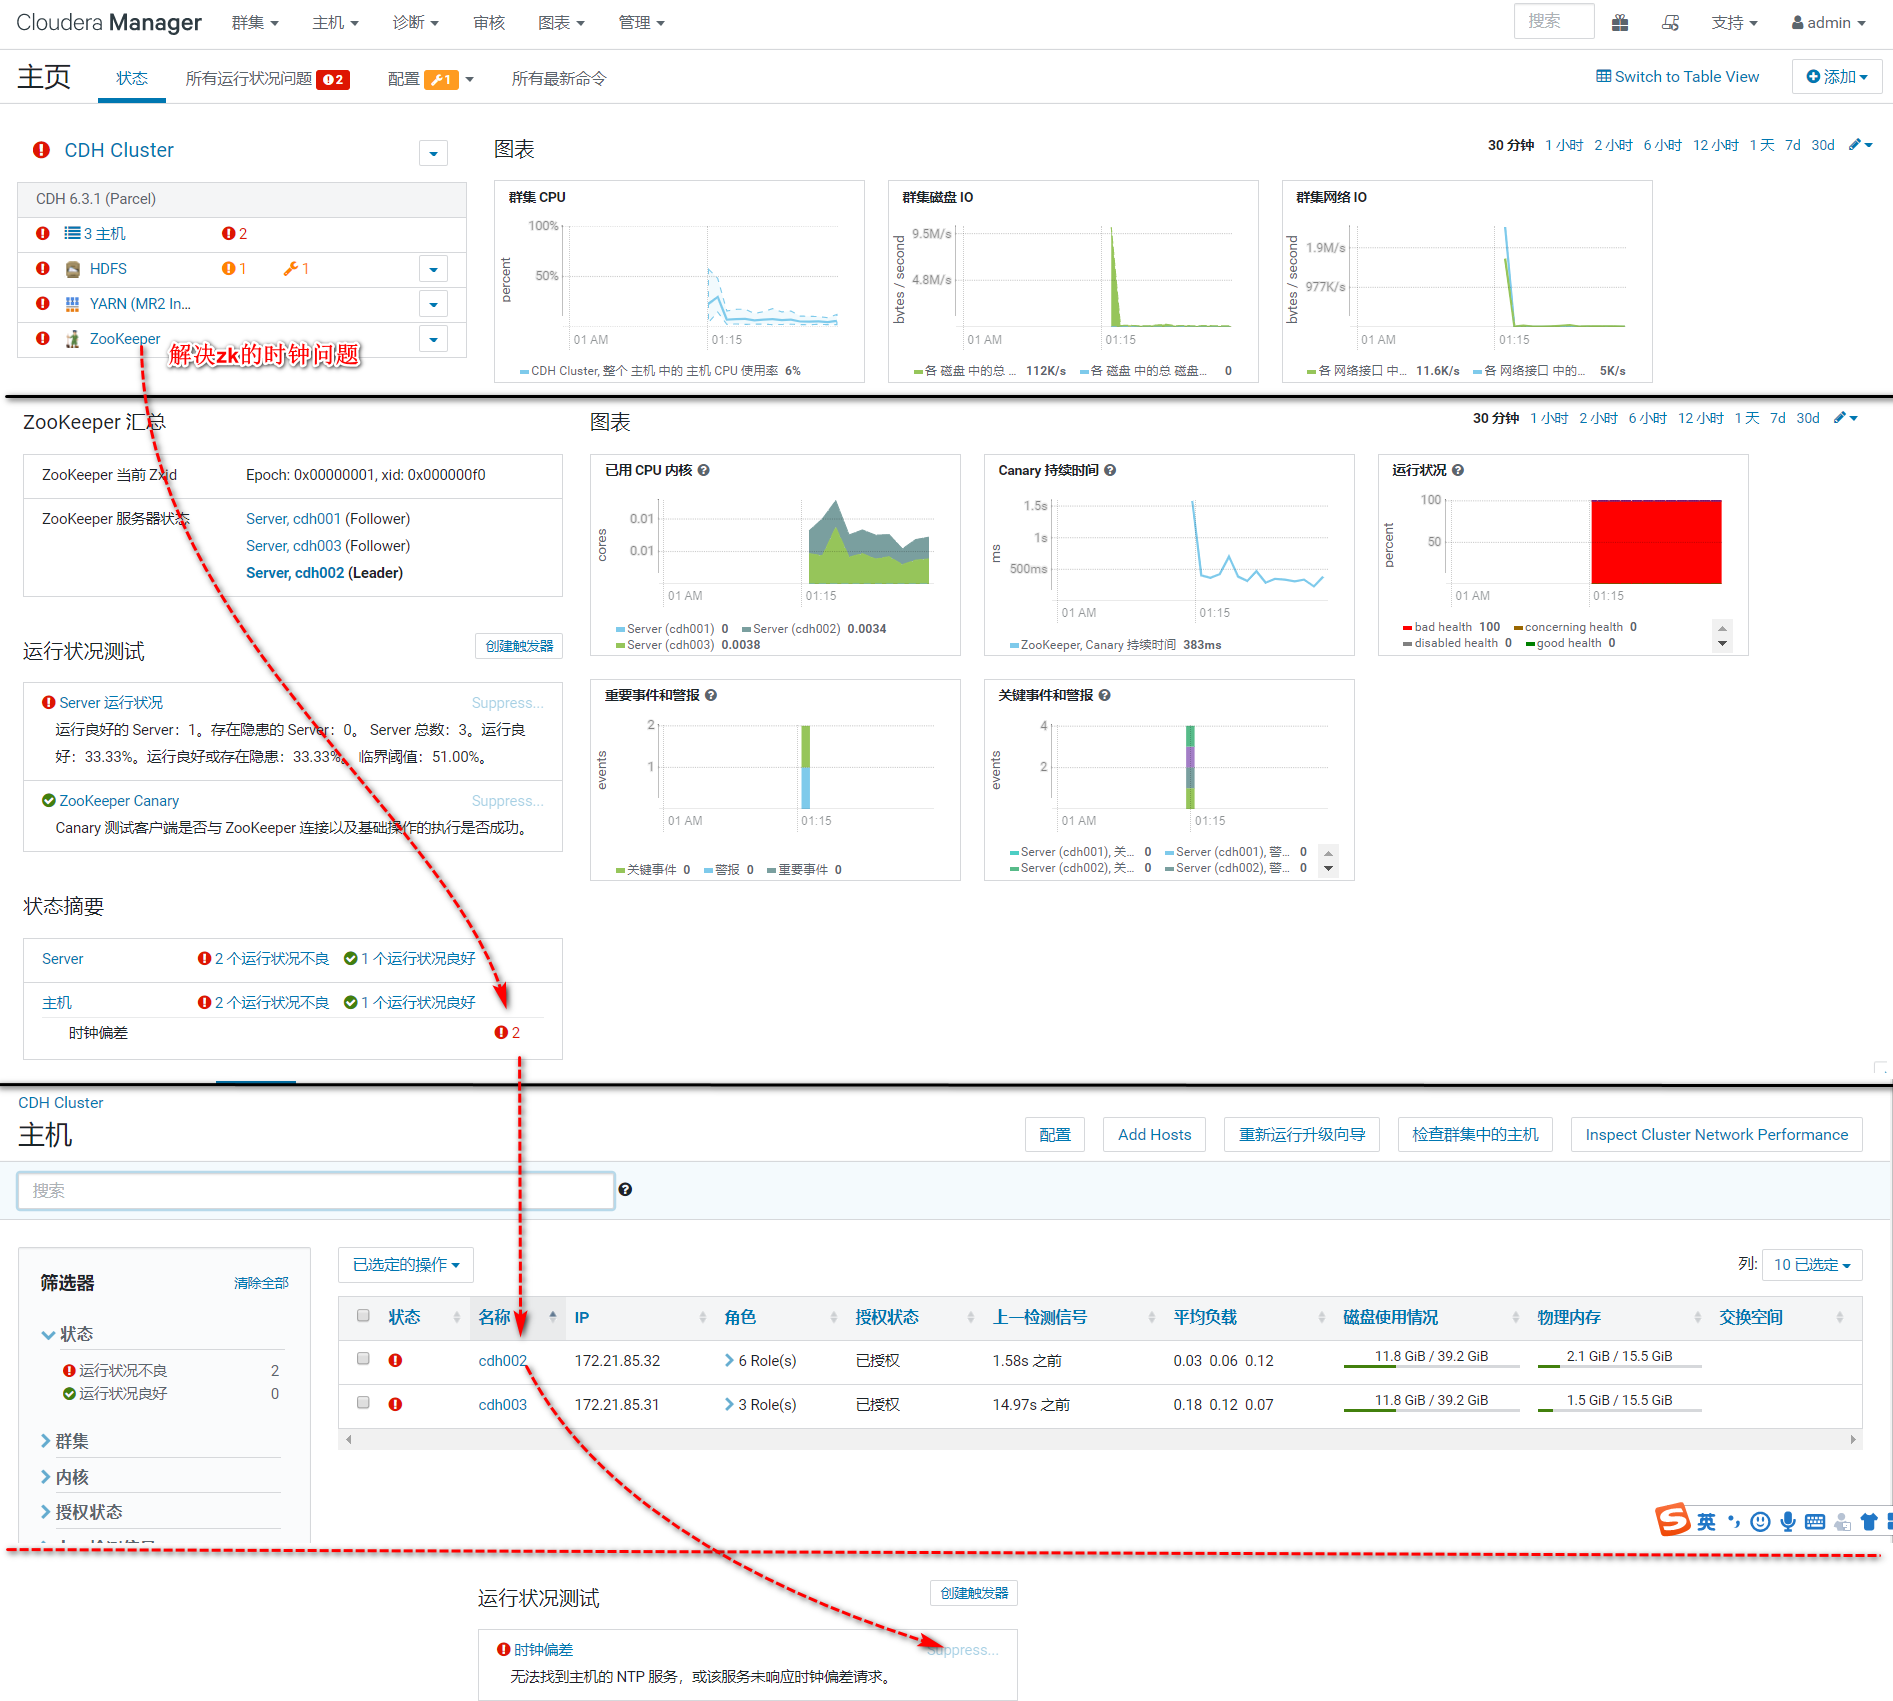 Cloudera Manager 群集 主机 诊断 审核 图表 管理 搜索 支持 admin
主页 状态 所有运行状况问题 2 配置 1 所有最新命令 Switch to Table View 添加
CDH Cluster
图表
30 分钟 1 小时 2 小时 6 小时 12 小时 1 天 7d 30d
CDH 6.3.1 (Parcel)
3 主机 2
HDFS 1 1
YARN (MR2 In...
ZooKeeper
解决zk的时钟问题
群集 CPU
percent
100%
50%
01 AM 01:15
CDH Cluster, 整个 主机 中的 主机 CPU 使用率 6%
群集磁盘 IO
bytes / second
9.5M/s
4.8M/s
01 AM 01:15
各 磁盘 中的总 ... 112K/s 各 磁盘 中的总 磁盘... 0
群集网络 IO
bytes / second
1.9M/s
977K/s
01 AM 01:15
各 网络接口 中... 11.6K/s 各 网络接口 中的... 5K/s
ZooKeeper 汇总
图表
30 分钟 1 小时 2 小时 6 小时 12 小时 1 天 7d 30d
ZooKeeper 当前 Zxid Epoch: 0x00000001, xid: 0x000000f0
ZooKeeper 服务器状态 Server, cdh001 (Follower)
Server, cdh003 (Follower)
Server, cdh002 (Leader)
运行状况测试 创建触发器
Server 运行状况 Suppress...
运行良好的 Server：1。存在隐患的 Server：0。 Server 总数：3。运行良
好：33.33%。运行良好或存在隐患：33.33%。 临界阈值：51.00%。
ZooKeeper Canary Suppress...
Canary 测试客户端是否与 ZooKeeper 连接以及基础操作的执行是否成功。
状态摘要
Server 2 个运行状况不良 1 个运行状况良好
主机 2 个运行状况不良 1 个运行状况良好
时钟偏差 2
已用 CPU 内核
cores
0.01
0.01
01 AM 01:15
Server (cdh001) 0 Server (cdh002) 0.0034
Server (cdh003) 0.0038
Canary 持续时间
ms
1.5s
1s
500ms
01 AM 01:15
ZooKeeper, Canary 持续时间 383ms
运行状况
percent
100
50
01 AM 01:15
bad health 100 concerning health 0
disabled health 0 good health 0
重要事件和警报
events
2
1
01 AM 01:15
关键事件 0 警报 0 重要事件 0
关键事件和警报
events
4
2
01 AM 01:15
Server (cdh001), 关... 0 Server (cdh001), 警... 0
Server (cdh002), 关... 0 Server (cdh002), 警... 0
CDH Cluster
主机 配置 Add Hosts 重新运行升级向导 检查群集中的主机 Inspect Cluster Network Performance
搜索
筛选器 清除全部
状态
运行状况不良 2
运行状况良好 0
群集
内核
授权状态
已选定的操作 列: 10 已选定
状态 名称 IP 角色 授权状态 上一检测信号 平均负载 磁盘使用情况 物理内存 交换空间
cdh002 172.21.85.32 6 Role(s) 已授权 1.58s 之前 0.03 0.06 0.12 11.8 GiB / 39.2 GiB 2.1 GiB / 15.5 GiB
cdh003 172.21.85.31 3 Role(s) 已授权 14.97s 之前 0.18 0.12 0.07 11.8 GiB / 39.2 GiB 1.5 GiB / 15.5 GiB
英
运行状况测试 创建触发器
时钟偏差 Suppress...
无法找到主机的 NTP 服务，或该服务未响应时钟偏差请求。